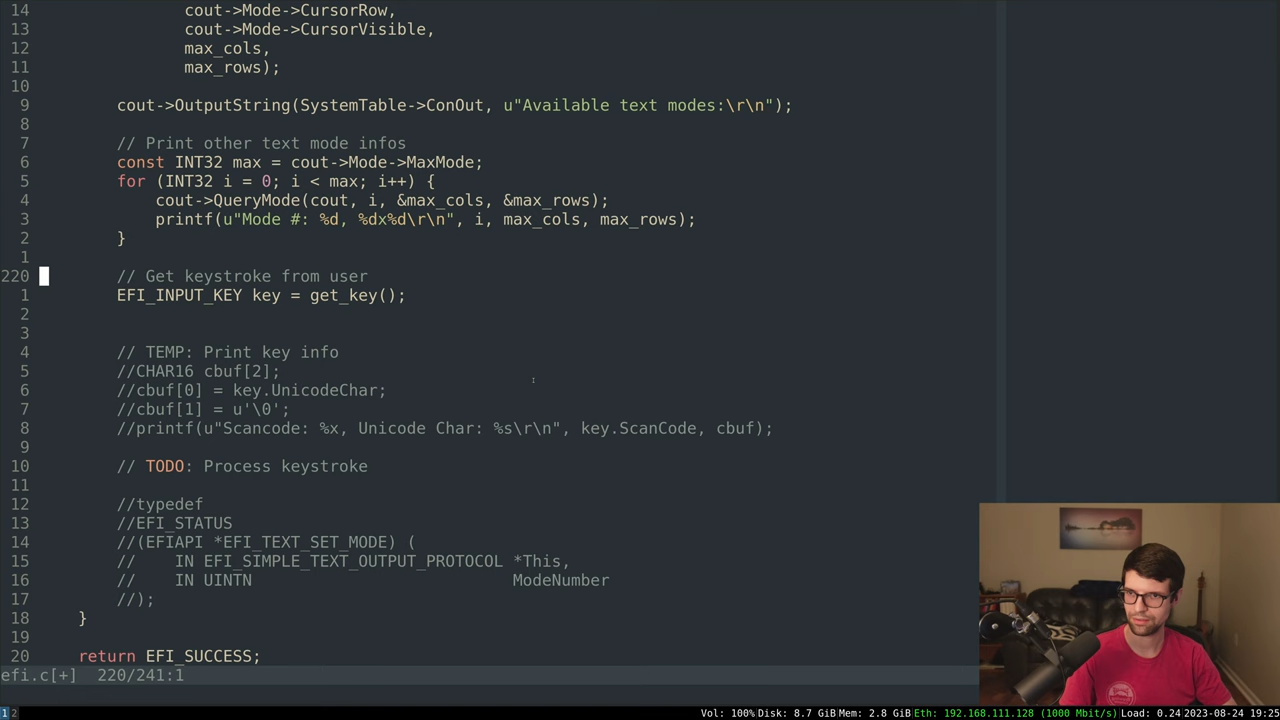 14                cout->Mode->CursorRow,
13                cout->Mode->CursorVisible,
12                max_cols,
11                max_rows);
10
9         cout->OutputString(SystemTable->ConOut, u"Available text modes:\r\n");
8
7         // Print other text mode infos
6         const INT32 max = cout->Mode->MaxMode;
5         for (INT32 i = 0; i < max; i++) {
4             cout->QueryMode(cout, i, &max_cols, &max_rows);
3             printf(u"Mode #: %d, %dx%d\r\n", i, max_cols, max_rows);
2         }
1
220       // Get keystroke from user
1         EFI_INPUT_KEY key = get_key();
2
3
4         // TEMP: Print key info
5         //CHAR16 cbuf[2];
6         //cbuf[0] = key.UnicodeChar;
7         //cbuf[1] = u'\0';
8         //printf(u"Scancode: %x, Unicode Char: %s\r\n", key.ScanCode, cbuf);
9
10        // TODO: Process keystroke
11
12        //typedef
13        //EFI_STATUS
14        //(EFIAPI *EFI_TEXT_SET_MODE) (
15        //    IN EFI_SIMPLE_TEXT_OUTPUT_PROTOCOL *This,
16        //    IN UINTN                           ModeNumber
17        //);
18    }
19
20    return EFI_SUCCESS;
efi.c[+]  220/241:1
1 2 Vol: 100% Disk: 8.7 GiB Mem: 2.8 GiB Eth: 192.168.111.128 (1000 Mbit/s) Load: 0.24 2023-08-24 19:25